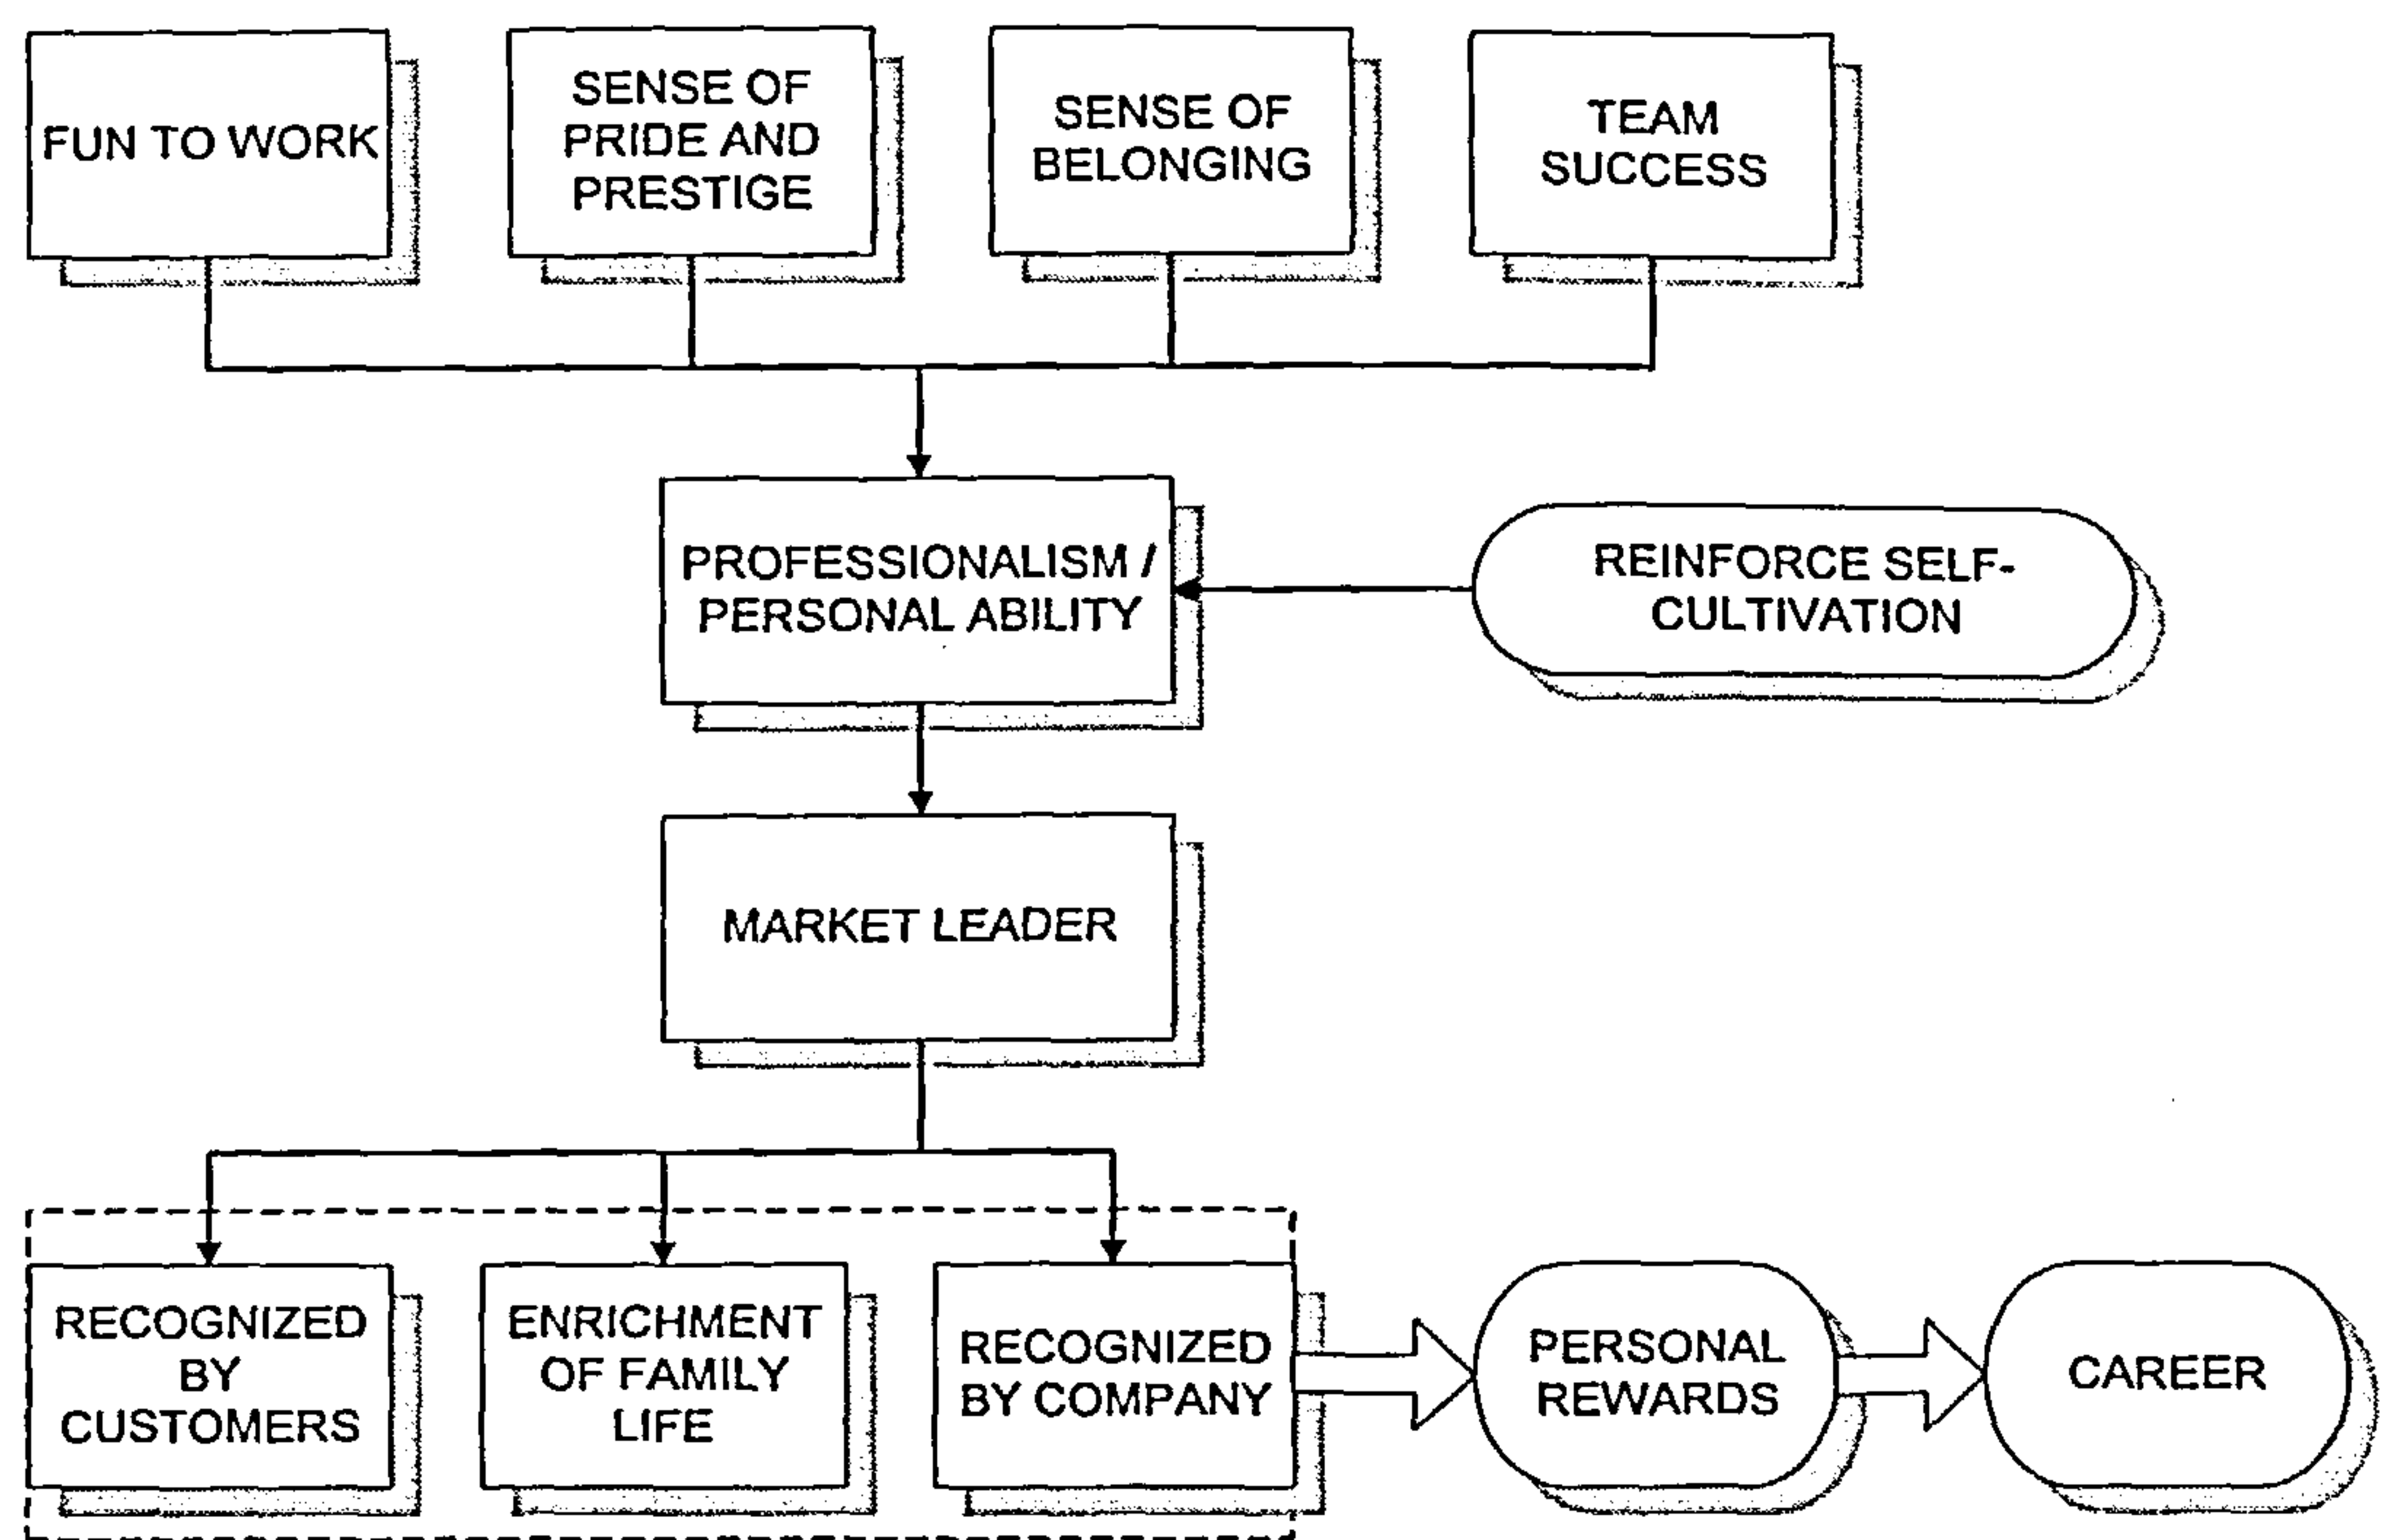 FUN TO WORK
SENSE OF
PRIDE AND
PRESTIGE
SENSE OF
BELONGING
TEAM
SUCCESS
PROFESSIONALISM /
PERSONAL ABILITY
REINFORCE SELF-
CULTIVATION
MARKET LEADER
RECOGNIZED
BY
CUSTOMERS
ENRICHMENT
OF FAMILY
LIFE
RECOGNIZED
BY COMPANY
PERSONAL
REWARDS
CAREER